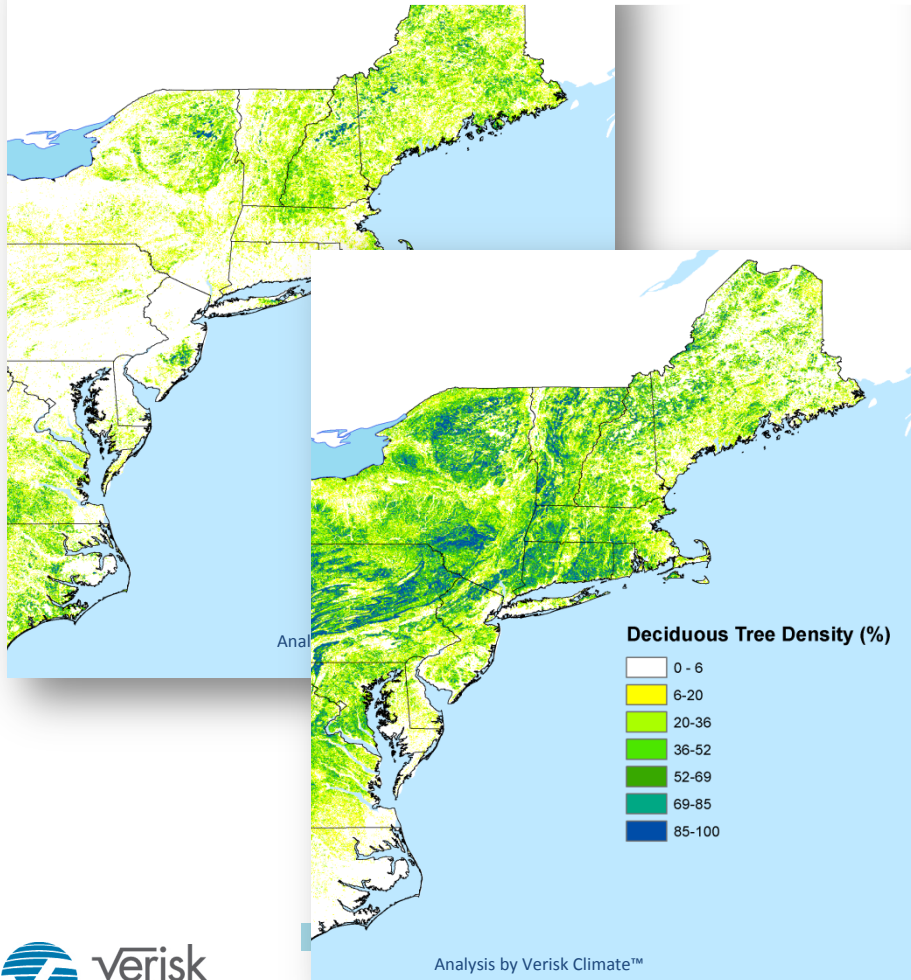 Anal
Deciduous Tree Density (%)
0 - 6
6-20
20-36
36-52
52-69
69-85
85-100
Analysis by Verisk Climate™
verisk